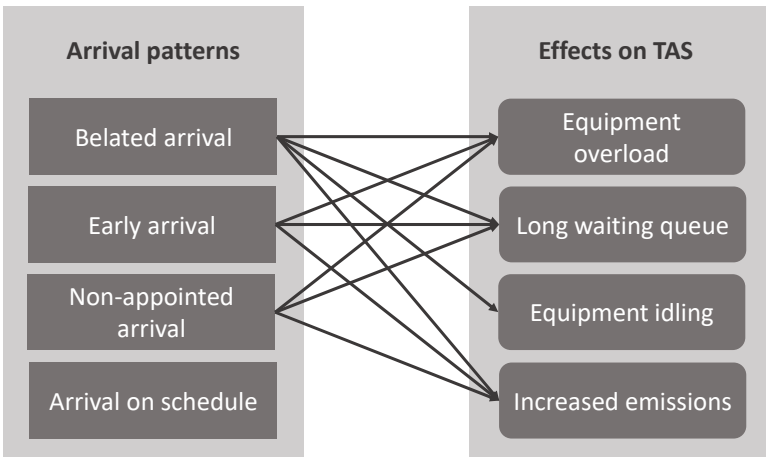 Arrival patterns
Belated arrival
Early arrival
Non-appointed
arrival
Arrival on schedule
Effects on TAS
Equipment
overload
Long waiting queue
Equipment idling
Increased emissions